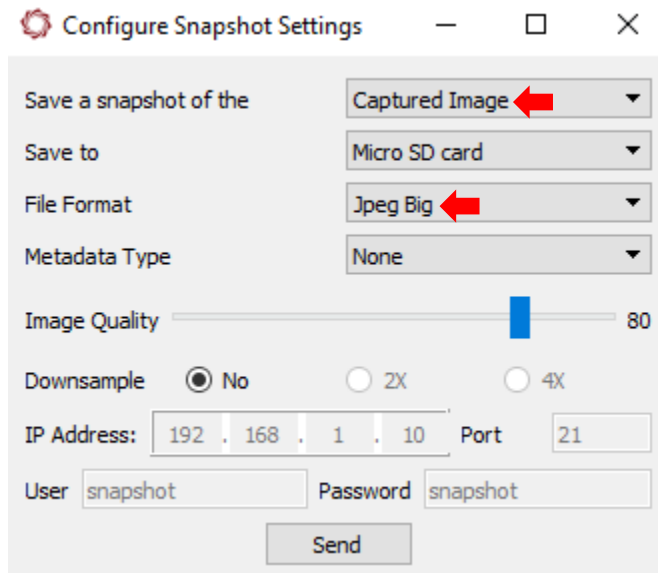 Configure Snapshot Settings
Save a snapshot of the Captured Image
Save to Micro SD card
File Format Jpeg Big
Metadata Type None
Image Quality 80
Downsample No 2X 4X
IP Address: 192 . 168 . 1 . 10 Port 21
User snapshot Password snapshot
Send